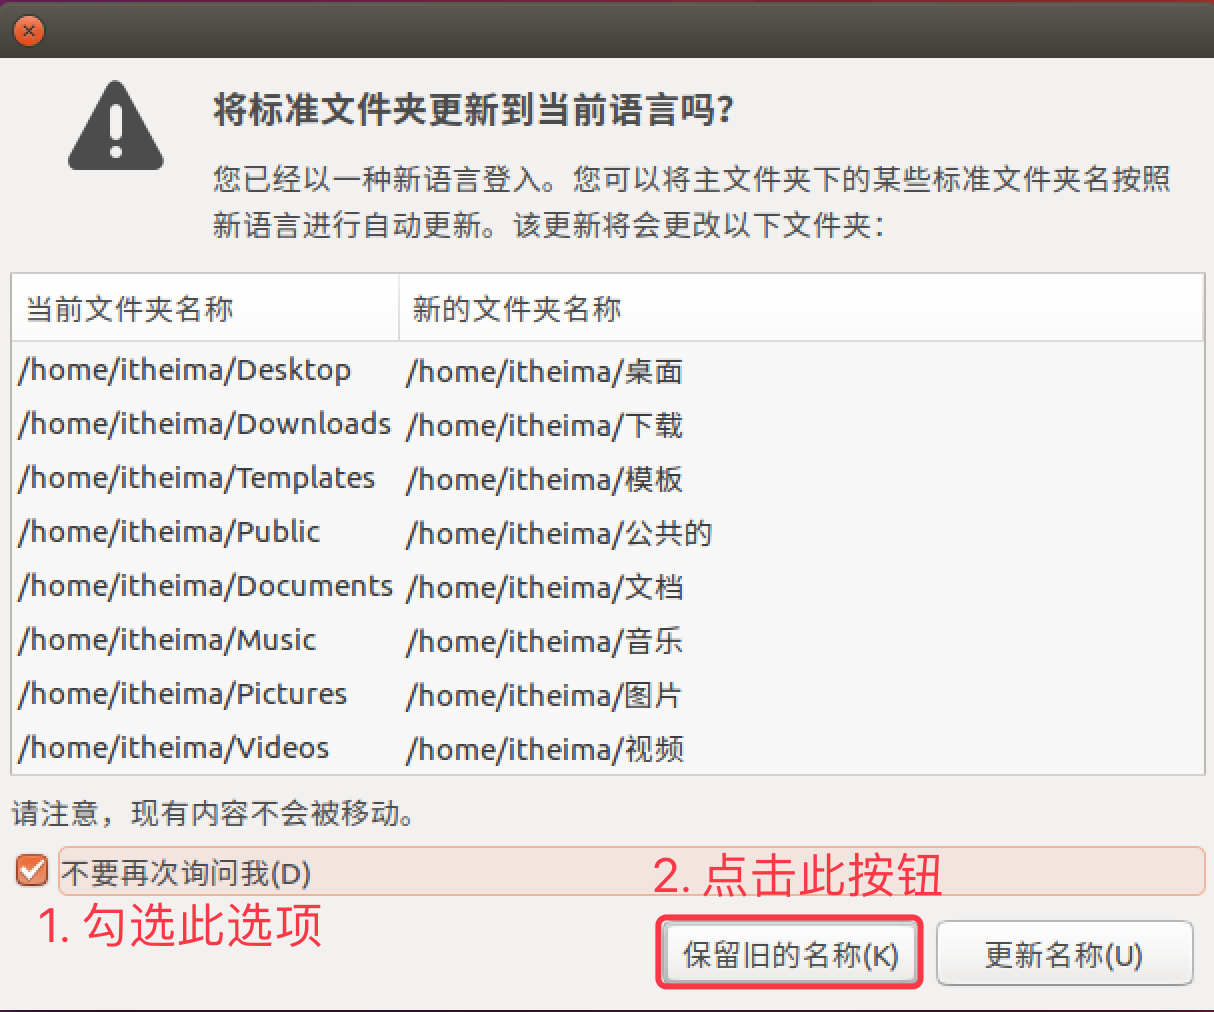 将标准文件夹更新到当前语言吗?
您已经以一种新语言登入。您可以将主文件夹下的某些标准文件夹名按照
新语言进行自动更新。该更新将会更改以下文件夹:
当前文件夹名称 新的文件夹名称
/home/itheima/Desktop /home/itheima/桌面
/home/itheima/Downloads /home/itheima/下载
/home/itheima/Templates /home/itheima/模板
/home/itheima/Public /home/itheima/公共的
/home/itheima/Documents /home/itheima/文档
/home/itheima/Music /home/itheima/音乐
/home/itheima/Pictures /home/itheima/图片
/home/itheima/Videos /home/itheima/视频
请注意，现有内容不会被移动。
不要再次询问我(D)
1. 勾选此选项
2. 点击此按钮
保留旧的名称(K) 更新名称(U)